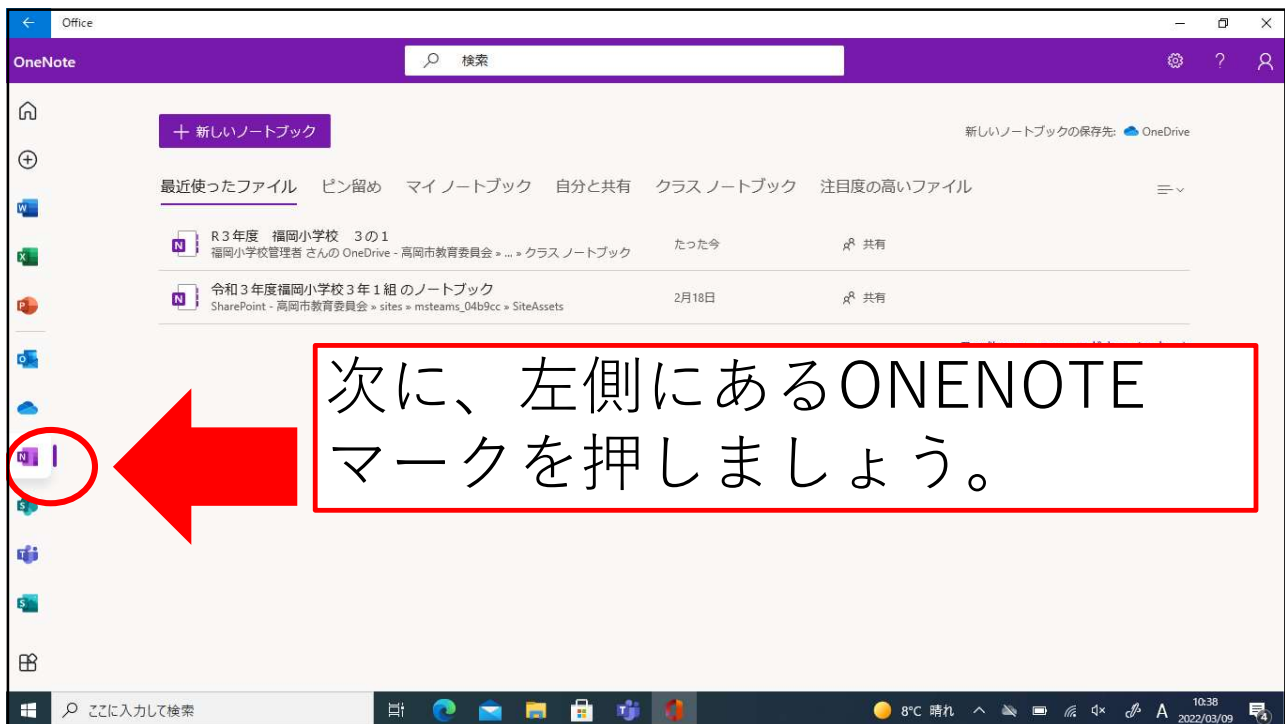 Office
OneNote
検索
新しいノートブック
新しいノートブックの保存先: OneDrive
最近使ったファイル ピン留め マイ ノートブック 自分と共有 クラス ノートブック 注目度の高いファイル
R３年度 福岡小学校 ３の1
たった今 共有
福岡小学校管理者 さんの OneDrive - 高岡市教育委員会 » ... » クラス ノートブック
令和３年度福岡小学校３年１組 のノートブック
2月18日 共有
SharePoint - 高岡市教育委員会 » sites » msteams_04b9cc » SiteAssets
次に、左側にあるONENOTE
マークを押しましょう。
ここに入力して検索
8°C 晴れ
A
10:38
2022/03/09